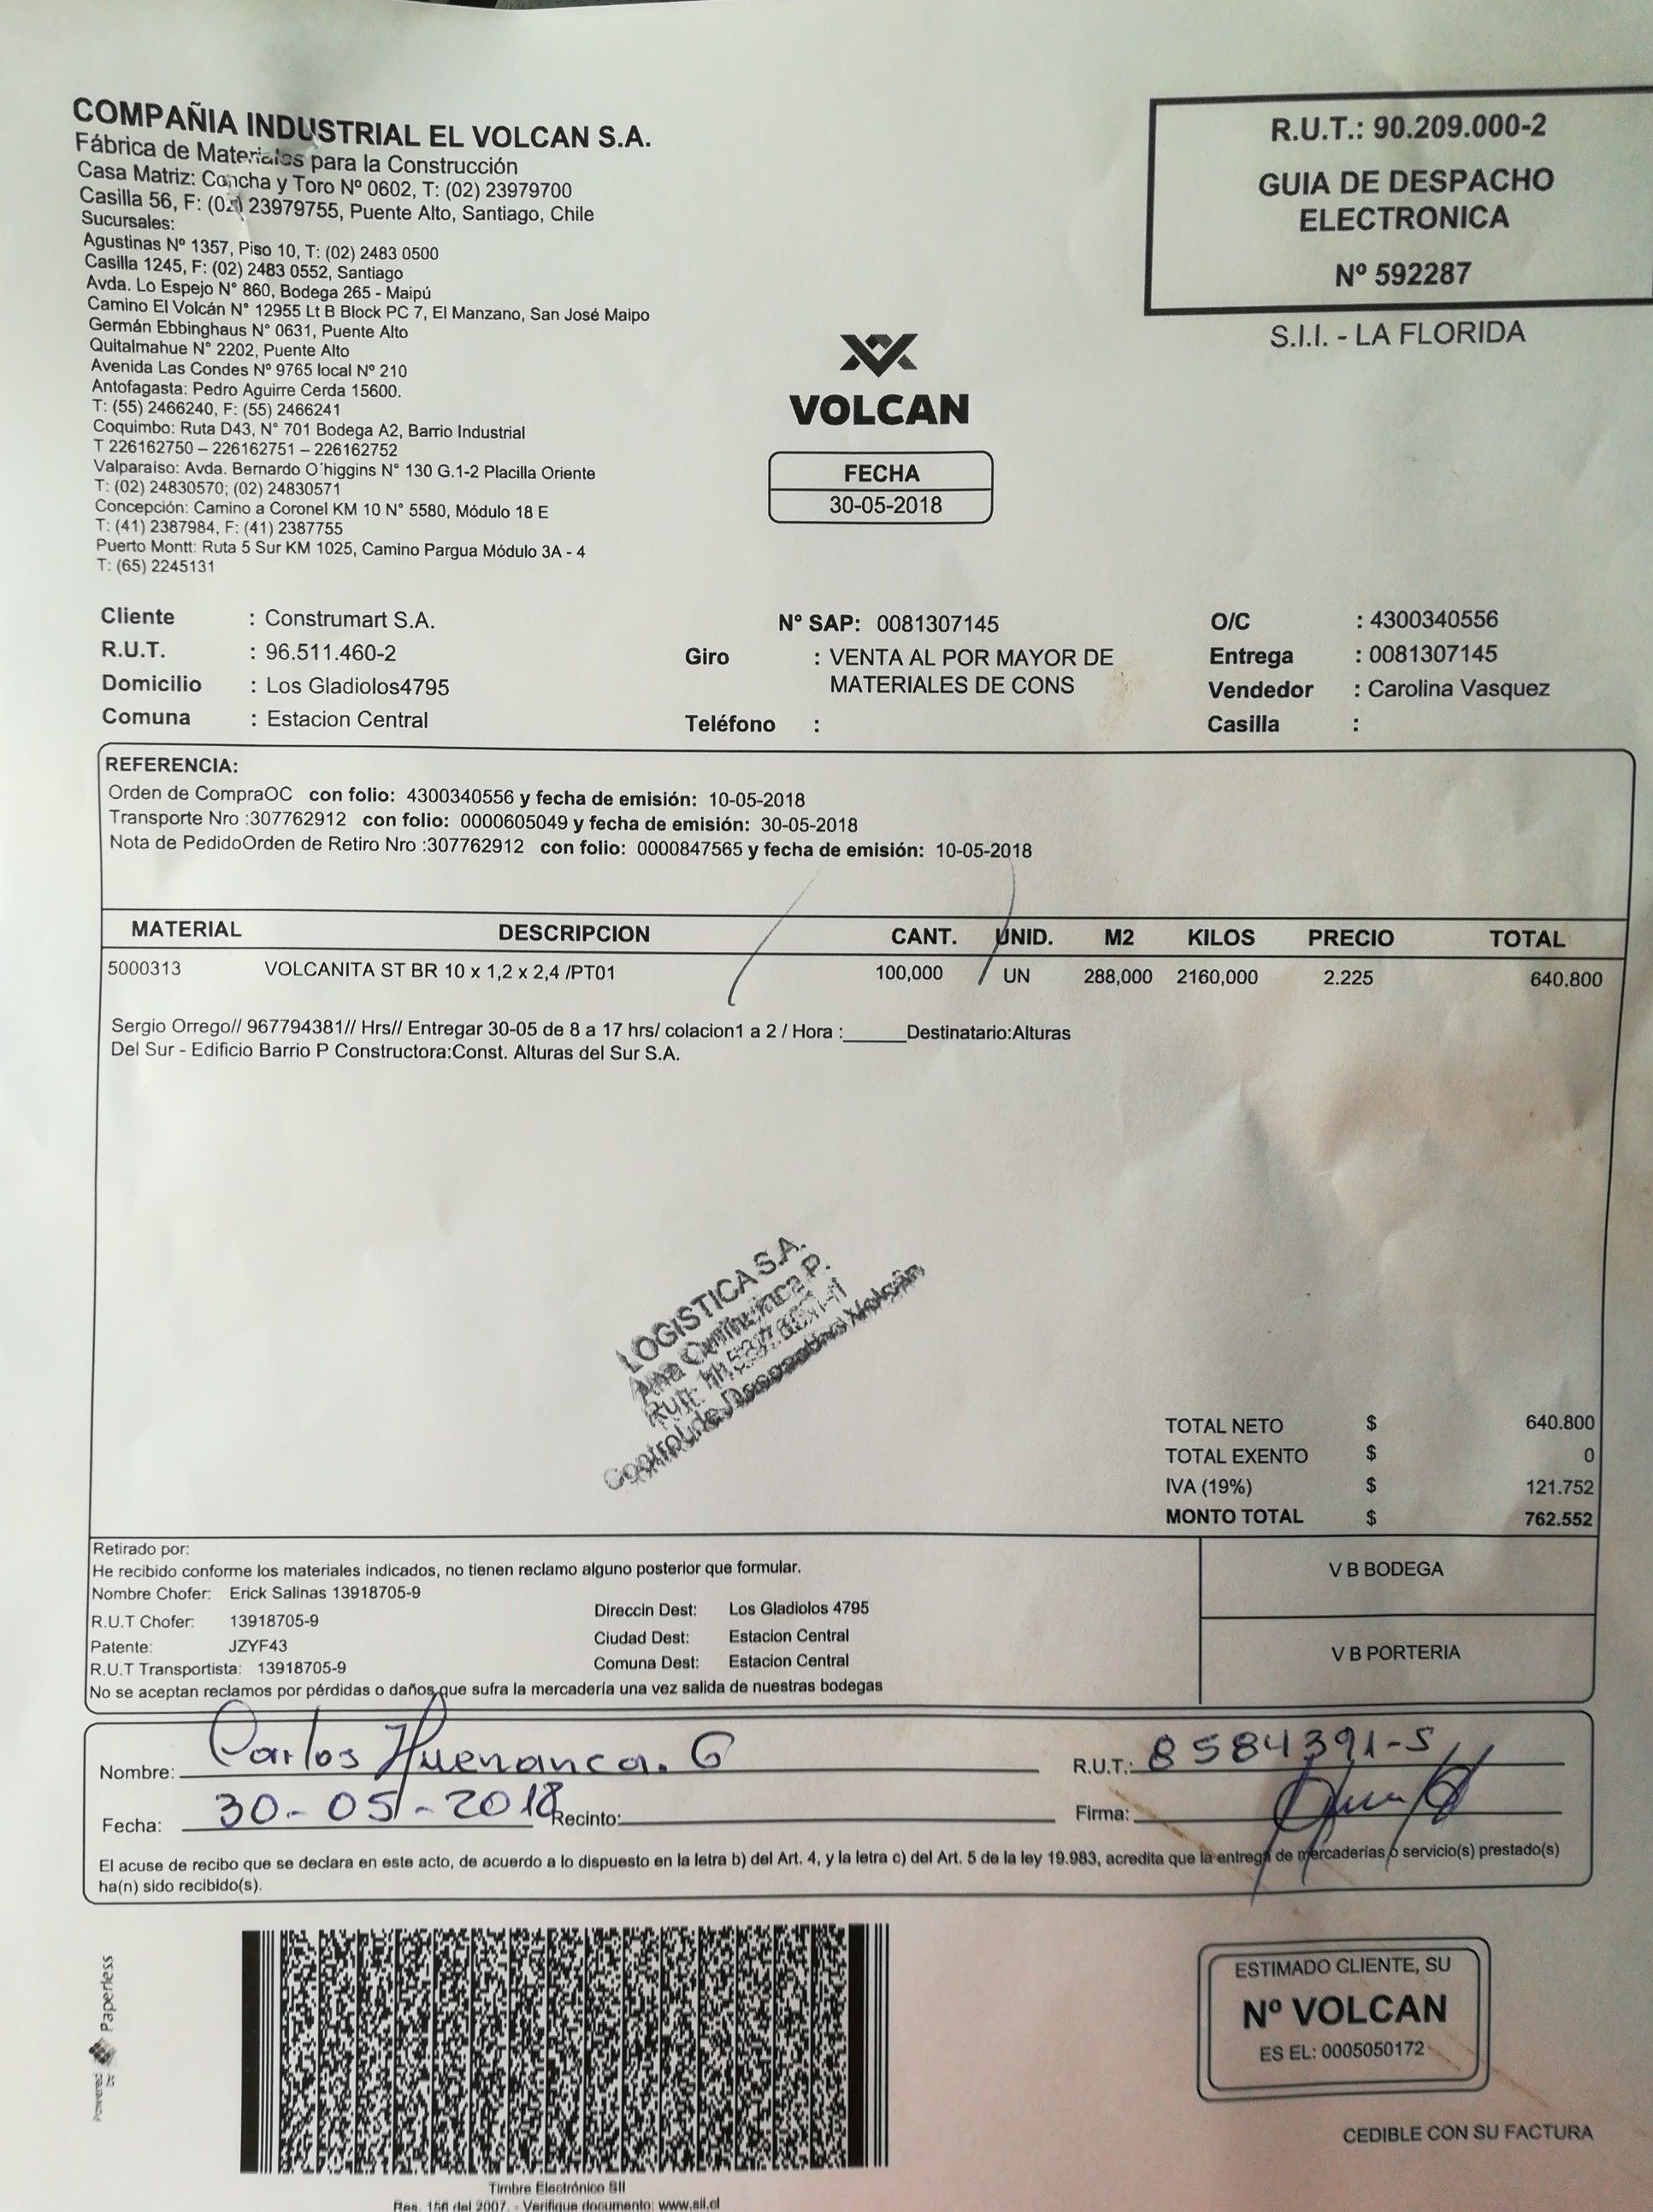 COMPAÑIA INDUSTRIAL EL VOLCAN S.A.
Fábrica de Materiales para la Construcción
Casa Matriz: Concha y Toro Nº 0602, T: (02) 23979700
Casilla 56, F: (02) 23979755, Puente Alto, Santiago, Chile
Sucursales:
Agustinas Nº 1357, Piso 10, T: (02) 2483 0500
Casilla 1245, F: (02) 2483 0552, Santiago
Avda. Lo Espejo N° 860, Bodega 265 - Maipú
Camino El Volcán N° 12955 Lt B Block PC 7, El Manzano, San José Maipo
Germán Ebbinghaus N° 0631, Puente Alto
Quitalmahue N° 2202, Puente Alto
Avenida Las Condes Nº 9765 local Nº 210
Antofagasta: Pedro Aguirre Cerda 15600.
T: (55) 2466240, F: (55) 2466241
Coquimbo: Ruta D43, N° 701 Bodega A2, Barrio Industrial
T 226162750 – 226162751 – 226162752
Valparaíso: Avda. Bernardo O´higgins N° 130 G.1-2 Placilla Oriente
T: (02) 24830570; (02) 24830571
Concepción: Camino a Coronel KM 10 N° 5580, Módulo 18 E
T: (41) 2387984, F: (41) 2387755
Puerto Montt: Ruta 5 Sur KM 1025, Camino Pargua Módulo 3A - 4
T: (65) 2245131
R.U.T.: 90.209.000-2
GUIA DE DESPACHO
ELECTRONICA
Nº 592287
S.I.I. - LA FLORIDA
VOLCAN
FECHA
30-05-2018
Cliente : Construmart S.A.
R.U.T. : 96.511.460-2
Domicilio : Los Gladiolos4795
Comuna : Estacion Central
N° SAP: 0081307145
Giro : VENTA AL POR MAYOR DE
MATERIALES DE CONS
Teléfono :
O/C : 4300340556
Entrega : 0081307145
Vendedor : Carolina Vasquez
Casilla :
REFERENCIA:
Orden de CompraOC con folio: 4300340556 y fecha de emisión: 10-05-2018
Transporte Nro :307762912 con folio: 0000605049 y fecha de emisión: 30-05-2018
Nota de PedidoOrden de Retiro Nro :307762912 con folio: 0000847565 y fecha de emisión: 10-05-2018
MATERIAL DESCRIPCION CANT. UNID. M2 KILOS PRECIO TOTAL
5000313 VOLCANITA ST BR 10 x 1,2 x 2,4 /PT01 100,000 UN 288,000 2160,000 2.225 640.800
Sergio Orrego// 967794381// Hrs// Entregar 30-05 de 8 a 17 hrs/ colacion1 a 2 / Hora :______Destinatario:Alturas
Del Sur - Edificio Barrio P Constructora:Const. Alturas del Sur S.A.
LOGISTICA S.A.
Ana P.
Rut:
Control de Volcán
TOTAL NETO $ 640.800
TOTAL EXENTO $ 0
IVA (19%) $ 121.752
MONTO TOTAL $ 762.552
Retirado por:
He recibido conforme los materiales indicados, no tienen reclamo alguno posterior que formular.
Nombre Chofer: Erick Salinas 13918705-9
R.U.T Chofer: 13918705-9
Patente: JZYF43
R.U.T Transportista: 13918705-9
Direccin Dest: Los Gladiolos 4795
Ciudad Dest: Estacion Central
Comuna Dest: Estacion Central
No se aceptan reclamos por pérdidas o daños que sufra la mercadería una vez salida de nuestras bodegas
V B BODEGA
V B PORTERIA
Nombre: Carlos Huenanca. G
R.U.T.: 8584391-5
Fecha: 30-05-2018 Recinto:
Firma:
El acuse de recibo que se declara en este acto, de acuerdo a lo dispuesto en la letra b) del Art. 4, y la letra c) del Art. 5 de la ley 19.983, acredita que la entrega de mercaderías o servicio(s) prestado(s)
ha(n) sido recibido(s).
Powered by Paperless
Timbre Electrónico SII
Res. 156 del 2007. - Verifique documento: www.sii.cl
ESTIMADO CLIENTE, SU
Nº VOLCAN
ES EL: 0005050172
CEDIBLE CON SU FACTURA